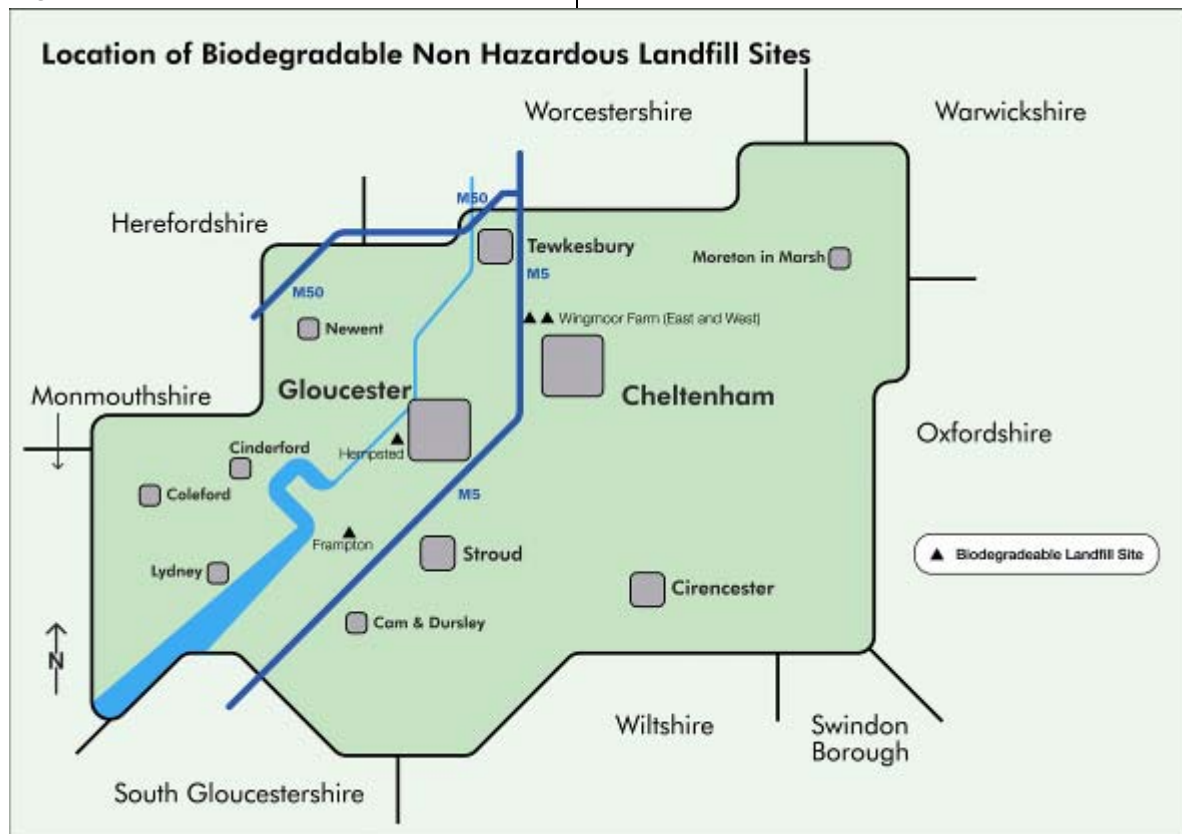 Location of Biodegradable Non Hazardous Landfill Sites
Worcestershire
Warwickshire
Herefordshire
M50
Tewkesbury
Moreton in Marsh
M5
M50
Newent
Wingmoor Farm (East and West)
Gloucester
Cheltenham
Monmouthshire
Oxfordshire
Cinderford
Hempsted
Coleford
M5
Frampton
Stroud
Biodegradeable Landfill Site
Lydney
Cirencester
Cam & Dursley
N
Wiltshire
Swindon
Borough
South Gloucestershire